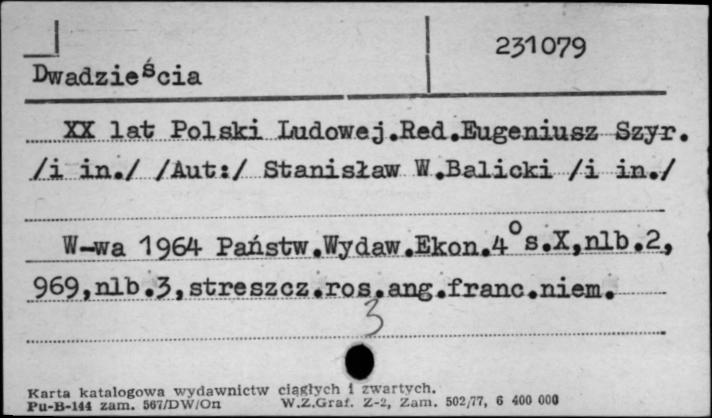 231079
Dwadzieścia
XX lat Polski Ludowej.Red.Eugeniusz Szyr.
/i in./ /Aut:/ Stanisław W.Balicki /i in./
W-wa 1964 Państw.Wydaw.Ekon.4° s.X,nlb.2,
969,nlb.3,streszcz.ros.ang.franc.niem.
3
Karta katalogowa wydawnictw ciągłych i zwartych.
Pu-B-144 zam. 567/DW/On W.Z.Graf. Z-2, Zam. 502/77, 6 400 000